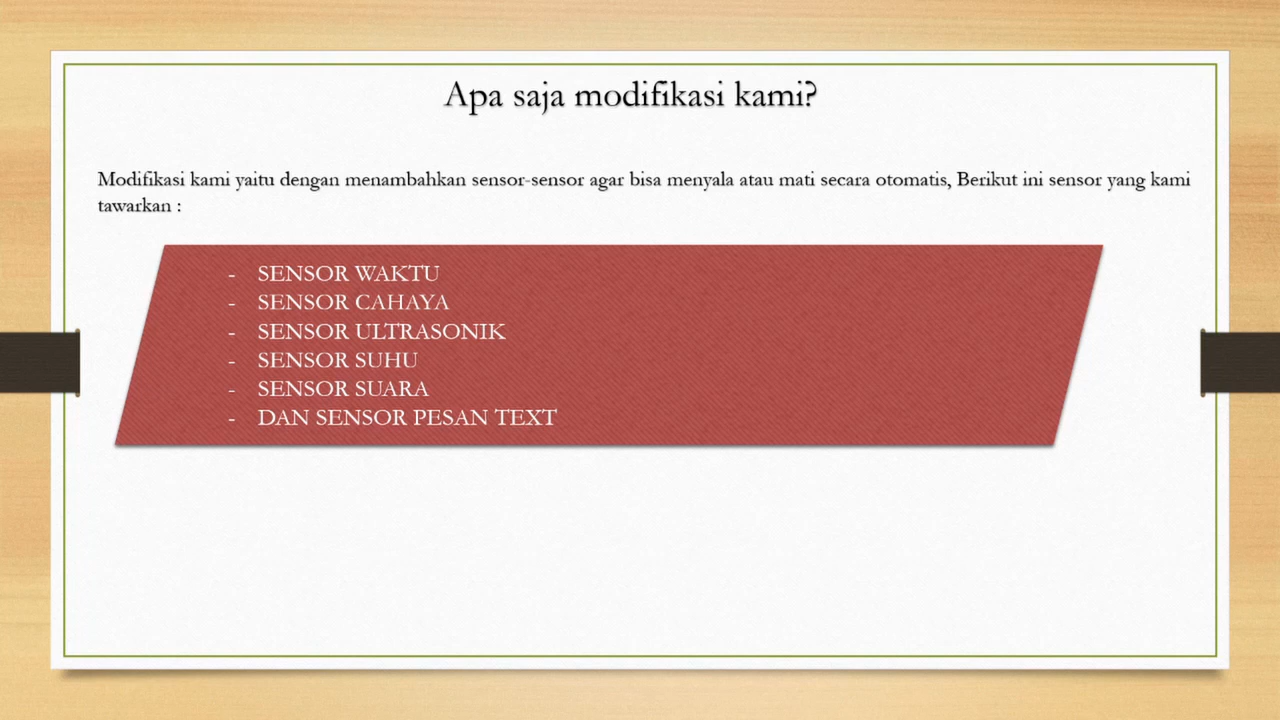 Apa saja modifikasi kami?
Modifikasi kami yaitu dengan menambahkan sensor-sensor agar bisa menyala atau mati secara otomatis, Berikut ini sensor yang kami
tawarkan :
- SENSOR WAKTU
- SENSOR CAHAYA
- SENSOR ULTRASONIK
- SENSOR SUHU
- SENSOR SUARA
- DAN SENSOR PESAN TEXT